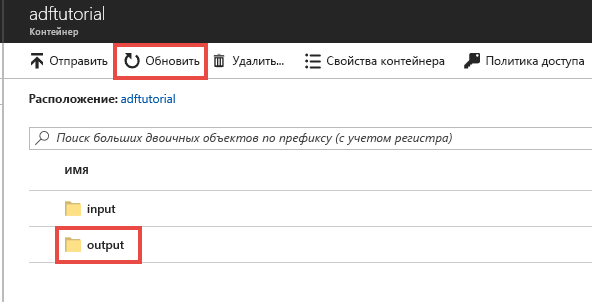 adftutorial
Контейнер
Отправить Обновить Удалить... Свойства контейнера Политика доступа
Расположение: adftutorial
Поиск больших двоичных объектов по префиксу (с учетом регистра)
ИМЯ
input
output